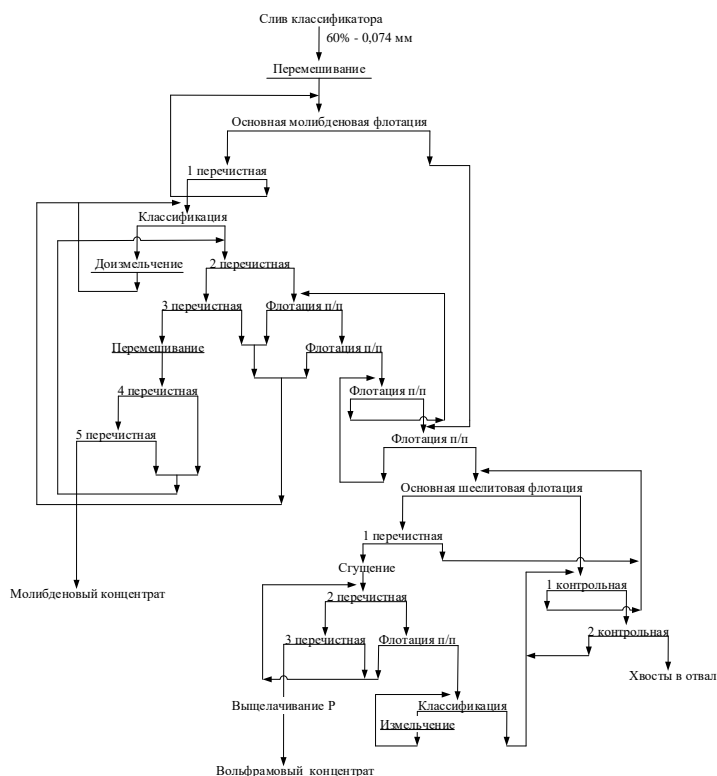 Слив классификатора
60% - 0,074 мм
Перемешивание
Основная молибденовая флотация
1 перечистная
Классификация
Доизмельчение
2 перечистная
3 перечистная
Флотация п/п
Перемешивание
Флотация п/п
4 перечистная
Флотация п/п
5 перечистная
Флотация п/п
Основная шеелитовая флотация
1 перечистная
Сгущение
Молибденовый концентрат
1 контрольная
2 перечистная
2 контрольная
3 перечистная
Флотация п/п
Хвосты в отвал
Выщелачивание Р
Классификация
Измельчение
Вольфрамовый концентрат